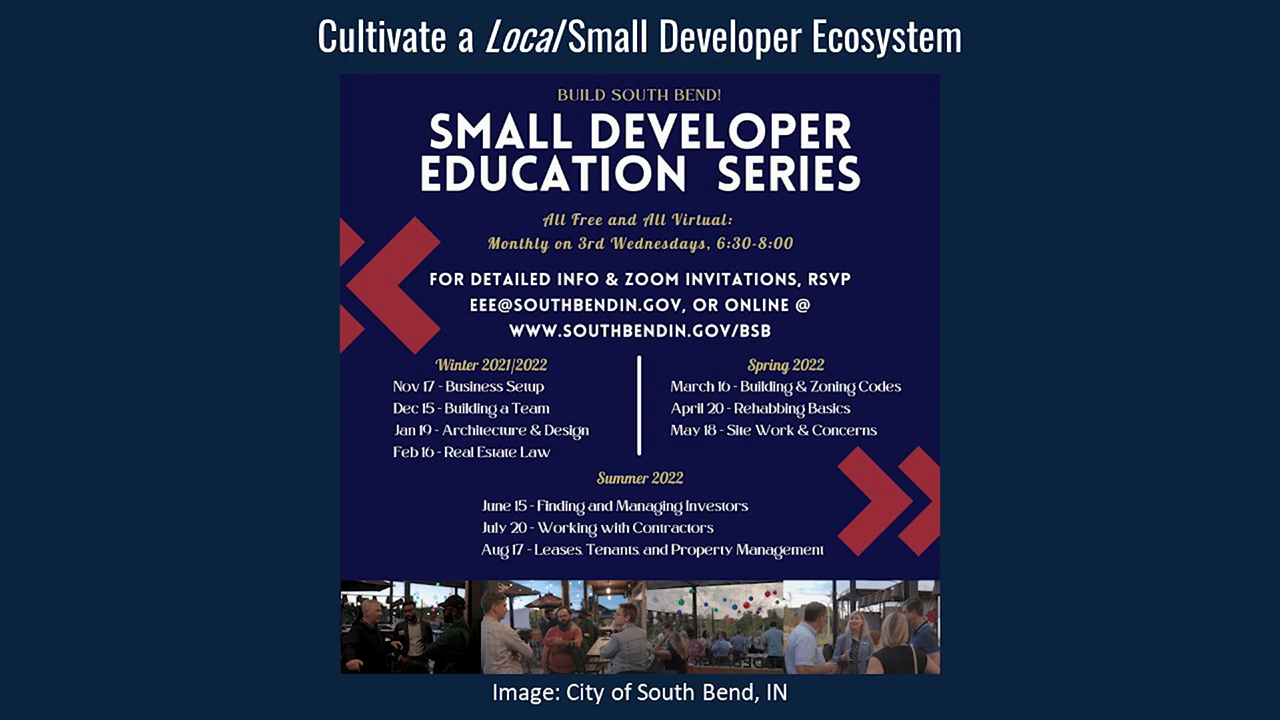 Cultivate a Local Small Developer Ecosystem
BUILD SOUTH BEND!
SMALL DEVELOPER
EDUCATION SERIES
All Free and All Virtual:
Monthly on 3rd Wednesdays, 6:30-8:00
FOR DETAILED INFO & ZOOM INVITATIONS, RSVP
EEE@SOUTHBENDIN.GOV, OR ONLINE @
WWW.SOUTHBENDIN.GOV/BSB
Winter 2021/2022
Nov 17 - Business Setup
Dec 15 - Building a Team
Jan 19 - Architecture & Design
Feb 16 - Real Estate Law
Spring 2022
March 16 - Building & Zoning Codes
April 20 - Rehabbing Basics
May 18 - Site Work & Concerns
Summer 2022
June 15 - Finding and Managing Investors
July 20 - Working with Contractors
Aug 17 - Leases, Tenants, and Property Management
Image: City of South Bend, IN